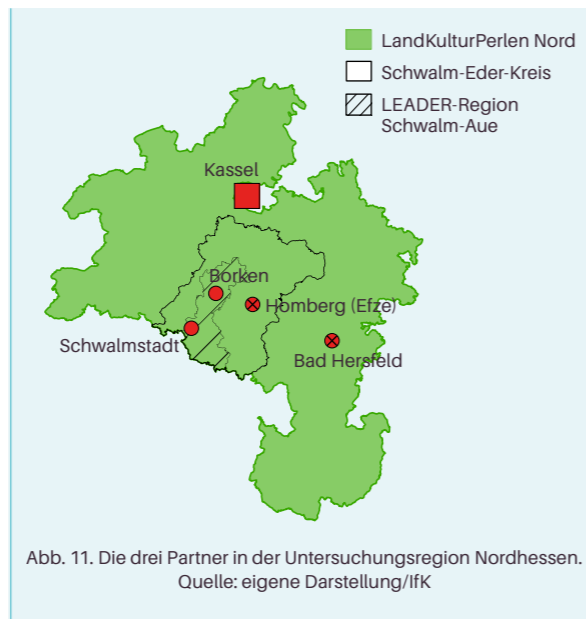 LandKulturPerlen Nord
Schwalm-Eder-Kreis
LEADER-Region
Schwalm-Aue
Kassel
Borken
Homberg (Efze)
Schwalmstadt
Bad Hersfeld
Abb. 11. Die drei Partner in der Untersuchungsregion Nordhessen.
Quelle: eigene Darstellung/IfK